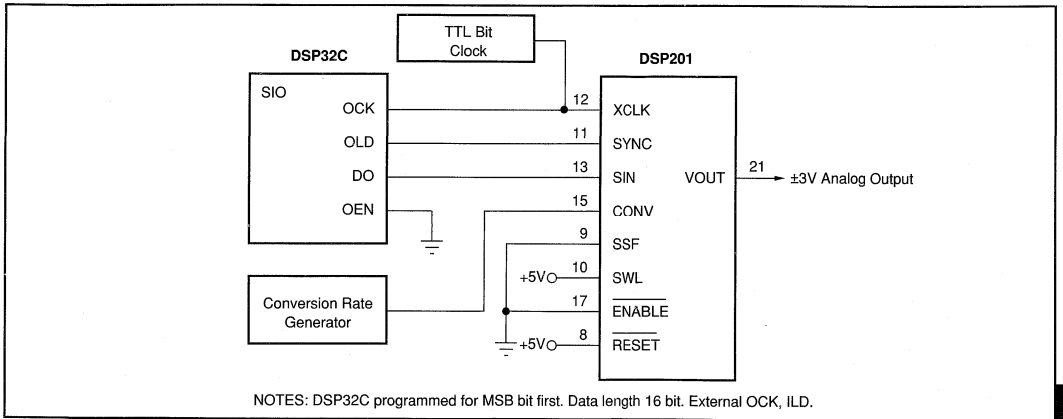 TTL Bit
Clock
DSP32C
DSP201
SIO
OCK
12
XCLK
OLD
11
SYNC
DO
13
SIN
VOUT
21
±3V Analog Output
OEN
15
CONV
9
SSF
+5V
10
SWL
Conversion Rate
Generator
17
ENABLE
+5V
8
RESET
NOTES: DSP32C programmed for MSB bit first. Data length 16 bit. External OCK, ILD.